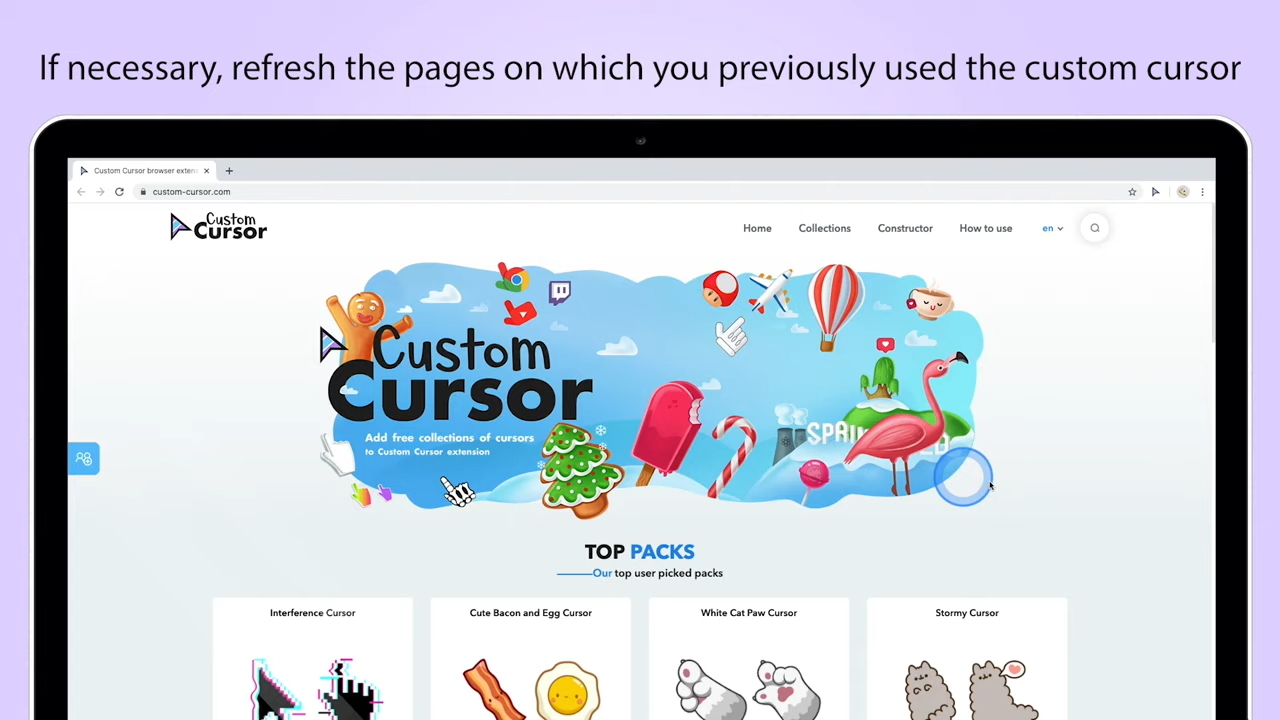 If necessary, refresh the pages on which you previously used the custom cursor
Custom Cursor browser exten
custom-cursor.com
Custom
Cursor
Home Collections Constructor How to use en
Custom
Cursor
Add free collections of cursors
to Custom Cursor extension
TOP PACKS
Our top user picked packs
Interference Cursor Cute Bacon and Egg Cursor White Cat Paw Cursor Stormy Cursor